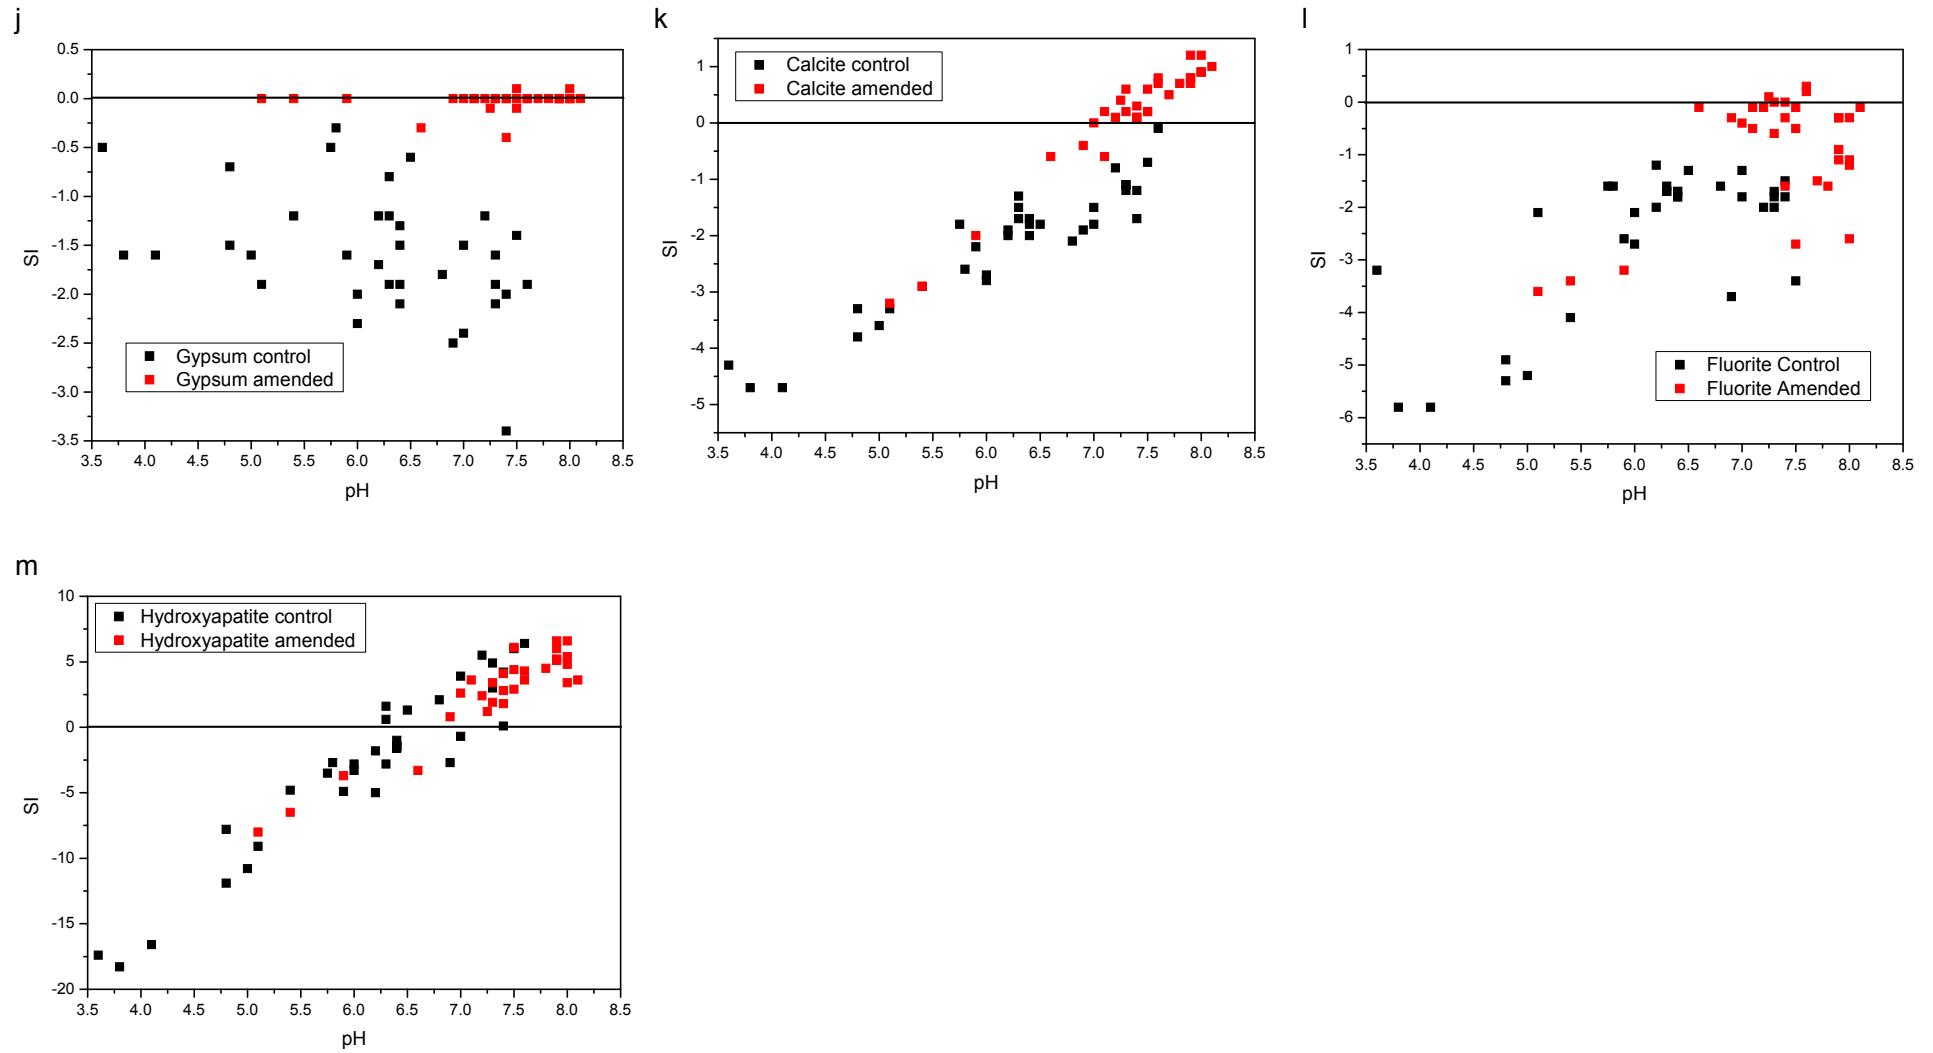 j
0.5
0.0
-0.5
-1.0
-1.5
-2.0
-2.5
-3.0
-3.5
SI
Gypsum control
Gypsum amended
3.5 4.0 4.5 5.0 5.5 6.0 6.5 7.0 7.5 8.0 8.5
pH
k
1
0
-1
-2
-3
-4
-5
SI
Calcite control
Calcite amended
3.5 4.0 4.5 5.0 5.5 6.0 6.5 7.0 7.5 8.0 8.5
pH
l
1
0
-1
-2
-3
-4
-5
-6
SI
Fluorite Control
Fluorite Amended
3.5 4.0 4.5 5.0 5.5 6.0 6.5 7.0 7.5 8.0 8.5
pH
m
10
5
0
-5
-10
-15
-20
SI
Hydroxyapatite control
Hydroxyapatite amended
3.5 4.0 4.5 5.0 5.5 6.0 6.5 7.0 7.5 8.0 8.5
pH